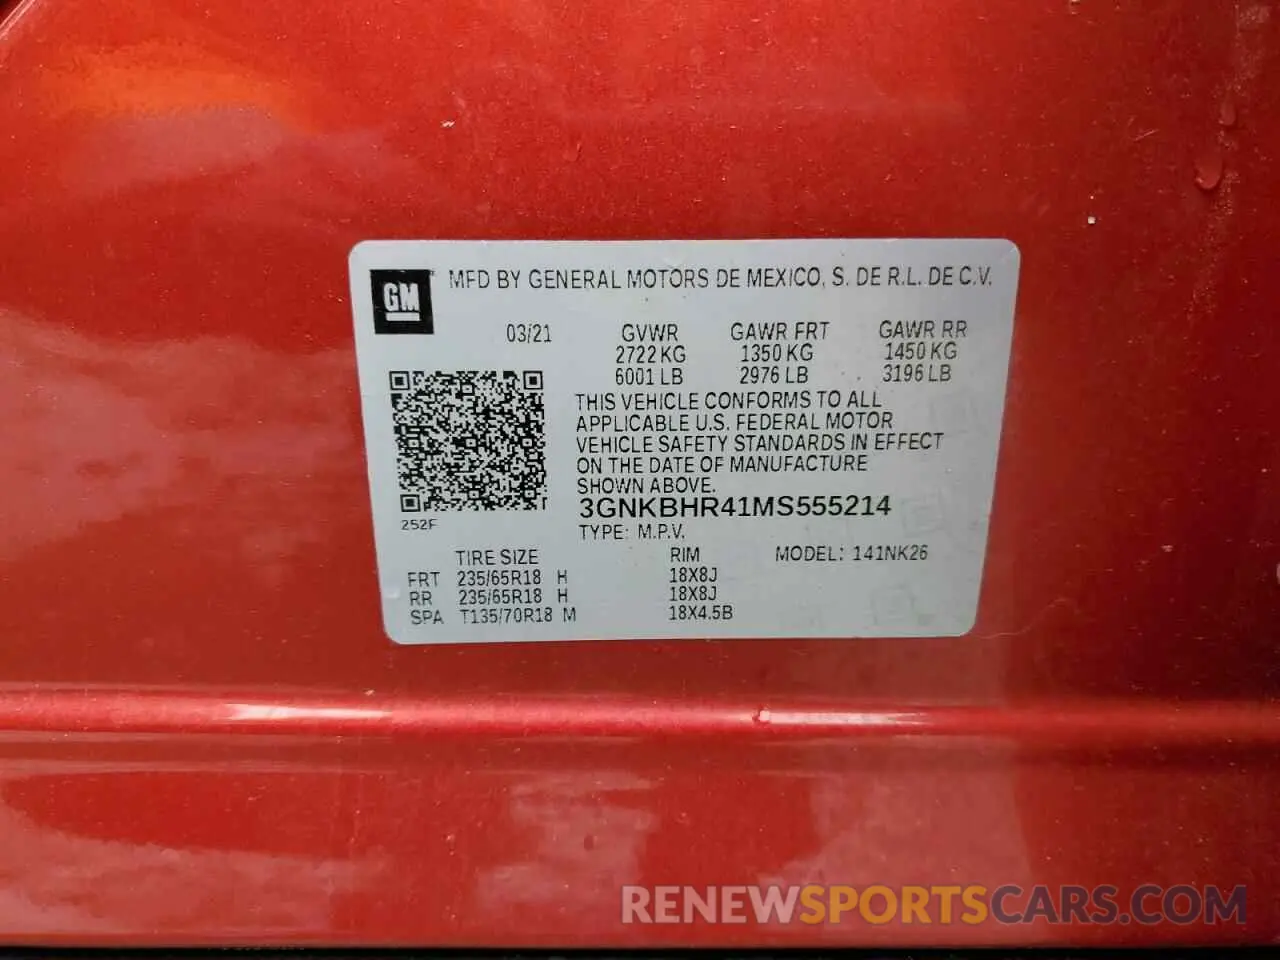 GM MFD BY GENERAL MOTORS DE MEXICO, S. DE R.L. DE C.V.
03/21 GVWR GAWR FRT GAWR RR
2722 KG 1350 KG 1450 KG
6001 LB 2976 LB 3196 LB
THIS VEHICLE CONFORMS TO ALL
APPLICABLE U.S. FEDERAL MOTOR
VEHICLE SAFETY STANDARDS IN EFFECT
ON THE DATE OF MANUFACTURE
SHOWN ABOVE.
3GNKBHR41MS555214
252F
TYPE: M.P.V.
TIRE SIZE RIM MODEL: 141NK26
FRT 235/65R18 H 18X8J
RR 235/65R18 H 18X8J
SPA T135/70R18 M 18X4.5B
RENEWSPORTSCARS.COM